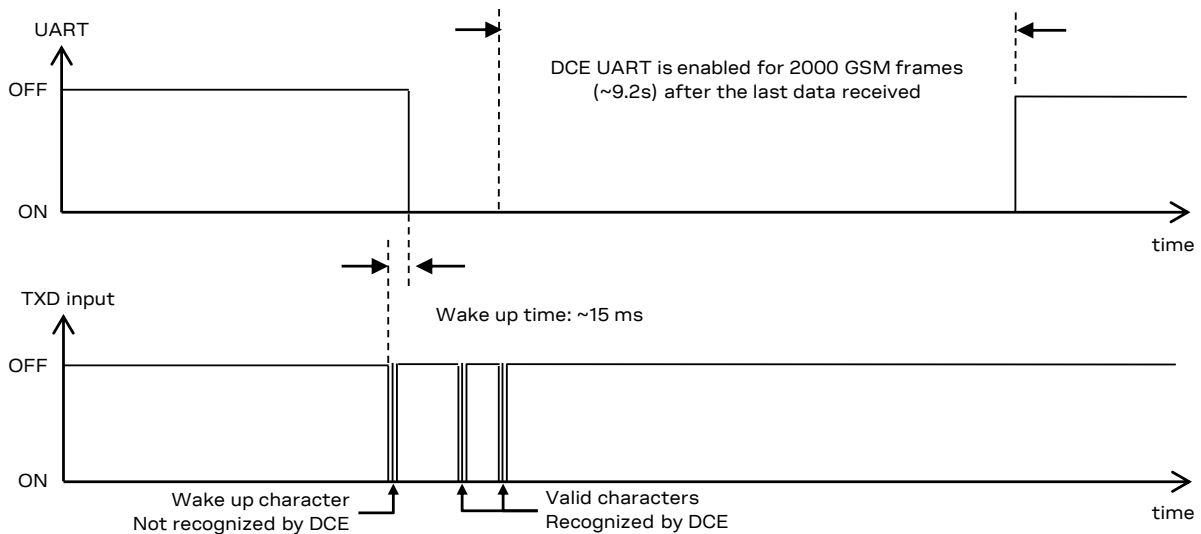 UART
OFF
DCE UART is enabled for 2000 GSM frames
(~9.2s) after the last data received
ON
time
TXD input
Wake up time: ~15 ms
OFF
ON
Wake up character
Not recognized by DCE
Valid characters
Recognized by DCE
time